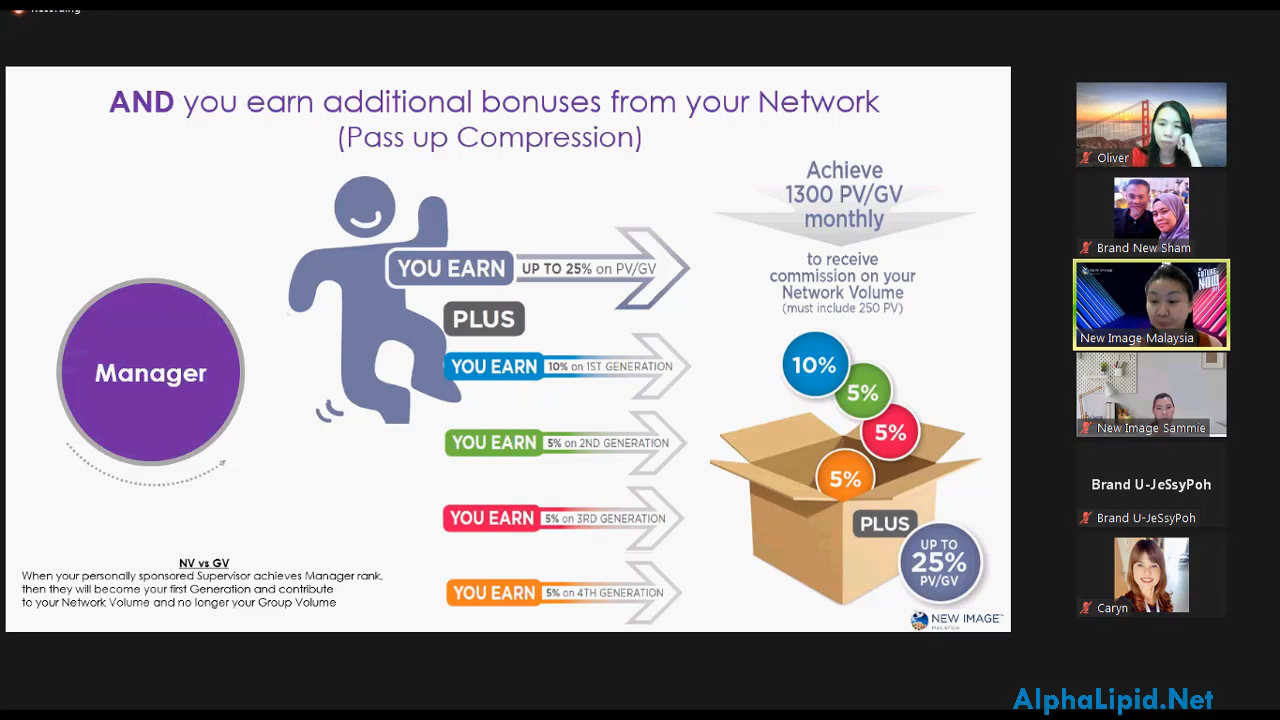 Recording
AND you earn additional bonuses from your Network
(Pass up Compression)
Manager
YOU EARN UP TO 25% on PV/GV
PLUS
YOU EARN 10% on 1ST GENERATION
YOU EARN 5% on 2ND GENERATION
YOU EARN 5% on 3RD GENERATION
YOU EARN 5% on 4TH GENERATION
NV vs GV
When your personally sponsored Supervisor achieves Manager rank,
then they will become your first Generation and contribute
to your Network Volume and no longer your Group Volume
Achieve
1300 PV/GV
monthly
to receive
commission on your
Network Volume
(must include 250 PV)
10%
5%
5%
5%
PLUS
UP TO
25%
PV/GV
NEW IMAGE™
MALAYSIA
Oliver
Brand New Sham
New Image Malaysia
New Image Sammie
Brand U-JeSsyPoh
Brand U-JeSsyPoh
Caryn
AlphaLipid.Net